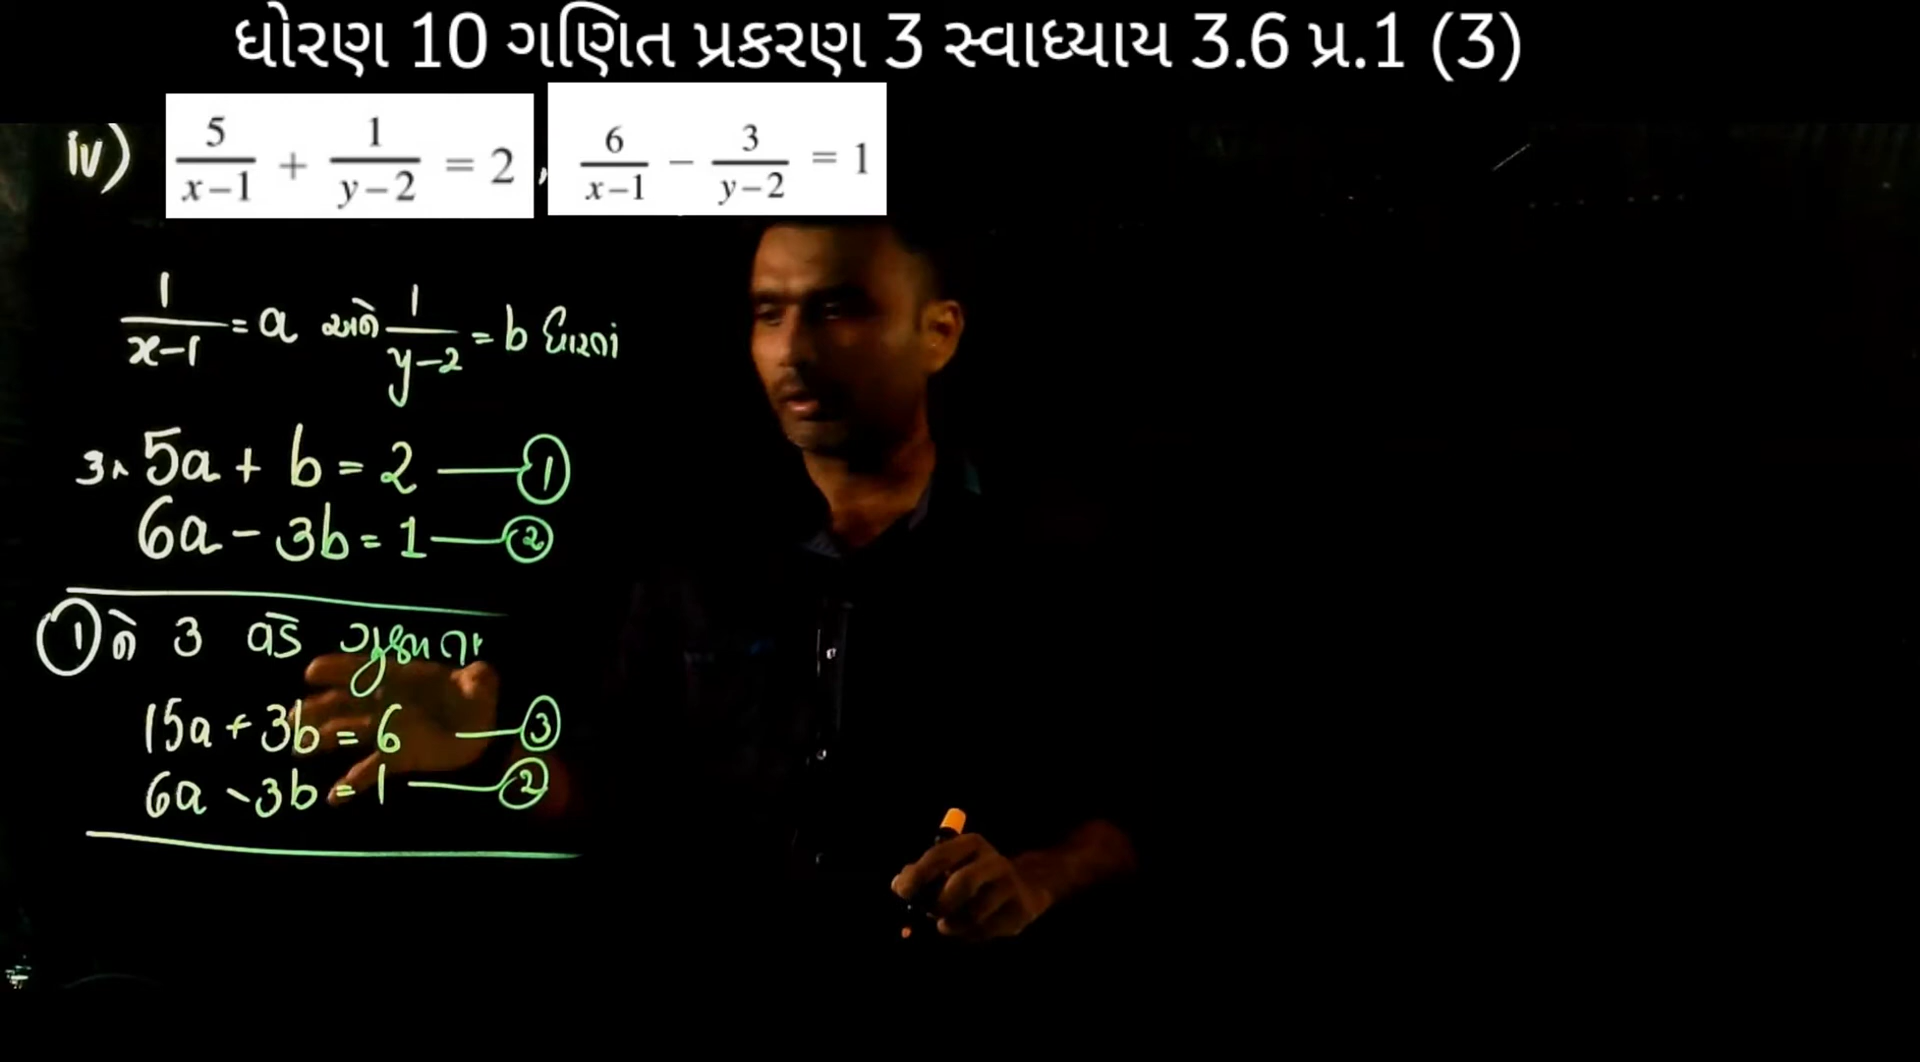 ધોરણ 10 ગણિત પ્રકરણ 3 સ્વાધ્યાય 3.6 પ્ર.1 (3)
iv) 5/(x-1) + 1/(y-2) = 2, 6/(x-1) - 3/(y-2) = 1
1/(x-1) = a અને 1/(y-2) = b ધારતાં
3× 5a + b = 2 — ①
6a - 3b = 1 — ②
① ને 3 વડે ગુણતા
15a + 3b = 6 — ③
6a - 3b = 1 — ②